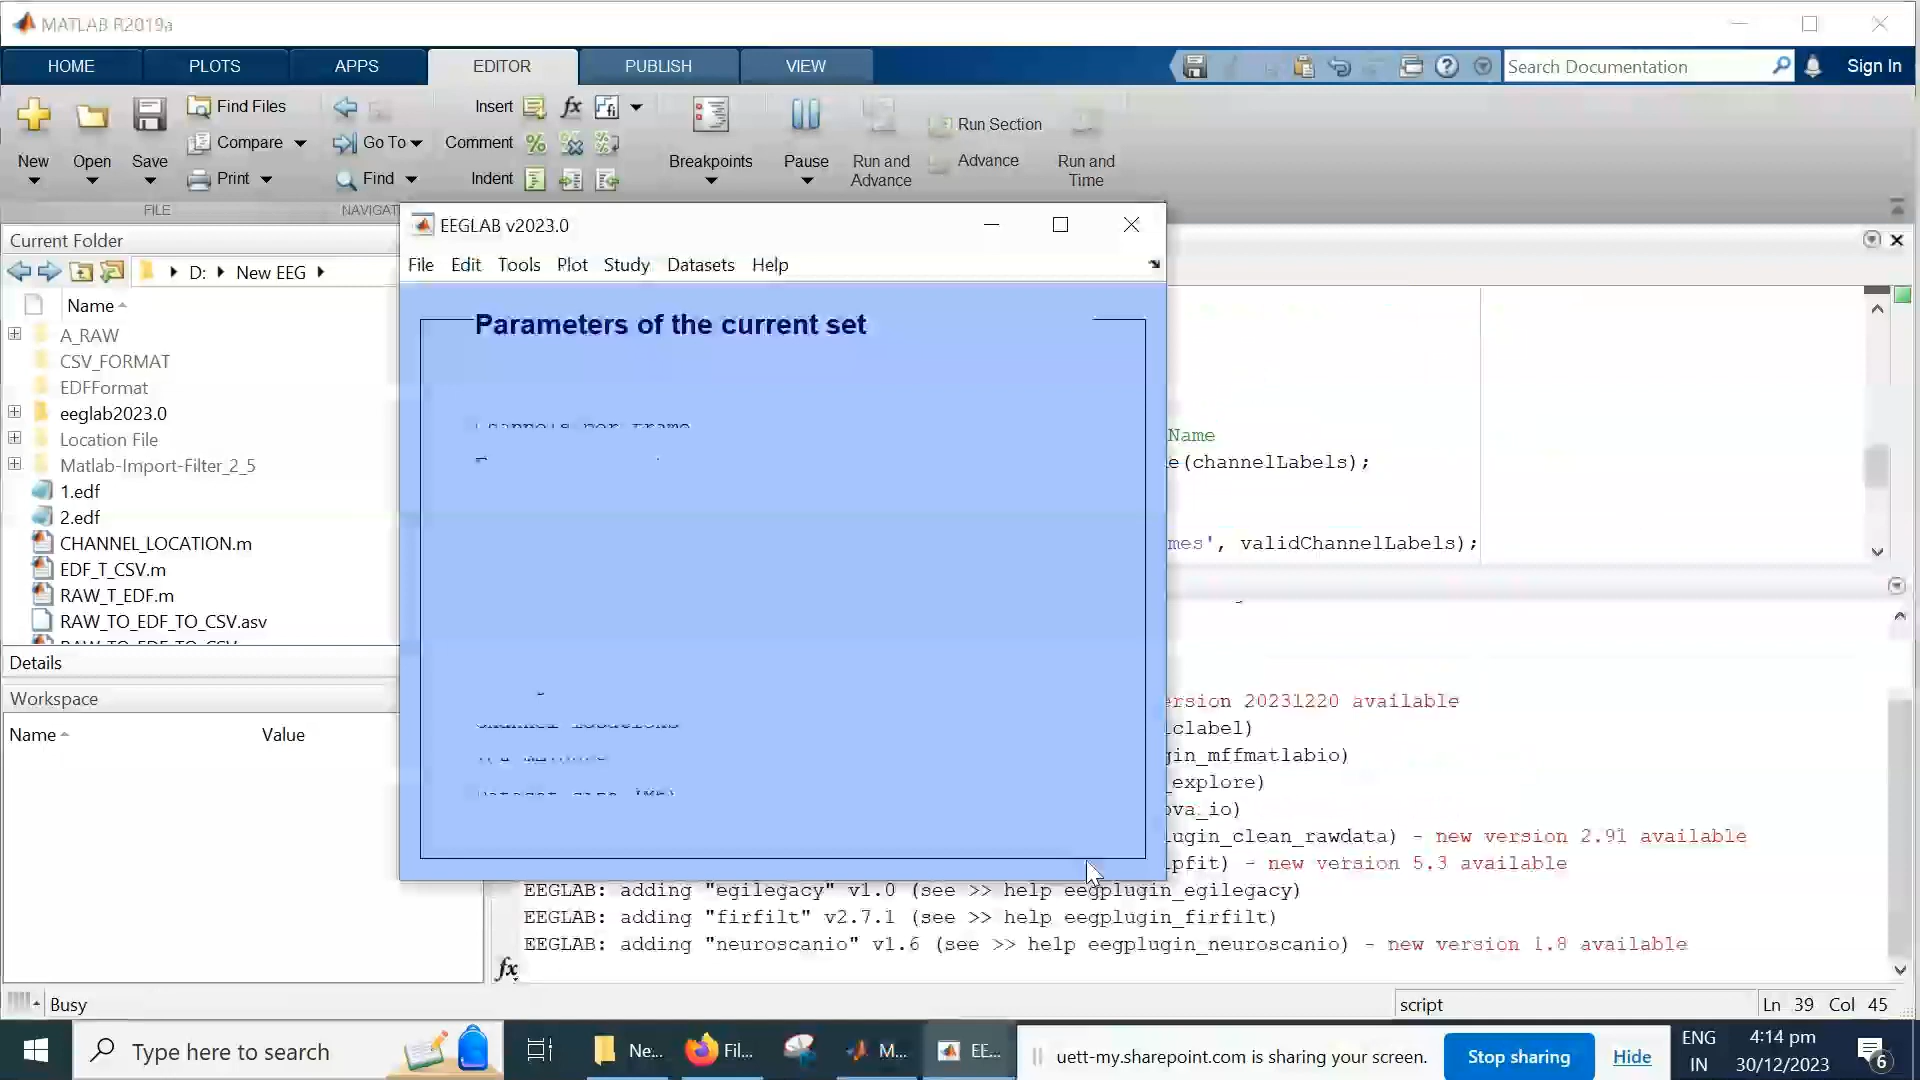 MATLAB R2019a
HOME PLOTS APPS EDITOR PUBLISH VIEW
Search Documentation
Sign In
Find Files
Compare
Print
Go To
Find
Insert
Comment
Indent
New Open Save
Breakpoints
Pause
Run and Advance
Run Section
Advance
Run and Time
FILE
NAVIGAT
Current Folder
D: New EEG
Name
A_RAW
CSV_FORMAT
EDFFormat
eeglab2023.0
Location File
Matlab-Import-Filter_2_5
1.edf
2.edf
CHANNEL_LOCATION.m
EDF_T_CSV.m
RAW_T_EDF.m
RAW_TO_EDF_TO_CSV.asv
Details
Workspace
Name Value
EEGLAB v2023.0
File Edit Tools Plot Study Datasets Help
Parameters of the current set
Name
e(channelLabels);
mes', validChannelLabels);
ersion 20231220 available
clabel)
gin_mffmatlabio)
_explore)
ova_io)
lugin_clean_rawdata) - new version 2.91 available
pfit) - new version 5.3 available
EEGLAB: adding "egilegacy" v1.0 (see >> help eegplugin_egilegacy)
EEGLAB: adding "firfilt" v2.7.1 (see >> help eegplugin_firfilt)
EEGLAB: adding "neuroscanio" v1.6 (see >> help eegplugin_neuroscanio) - new version 1.8 available
fx
Busy
script
Ln 39 Col 45
Type here to search
Ne...
Fil...
M...
EE...
uett-my.sharepoint.com is sharing your screen.
Stop sharing
Hide
ENG
IN
4:14 pm
30/12/2023
6